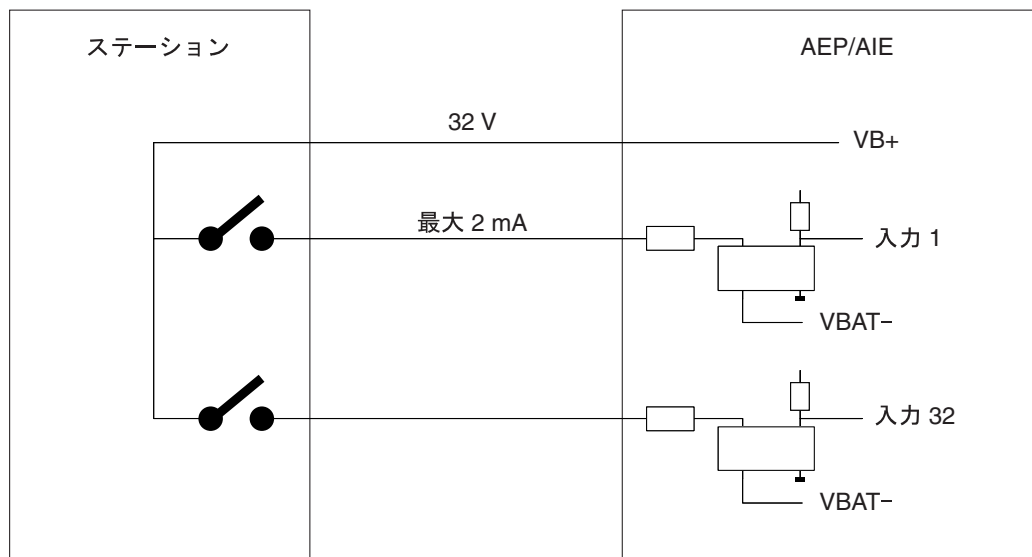 ステーション
AEP/AIE
32 V
VB+
最大 2 mA
入力 1
VBAT−
入力 32
VBAT−